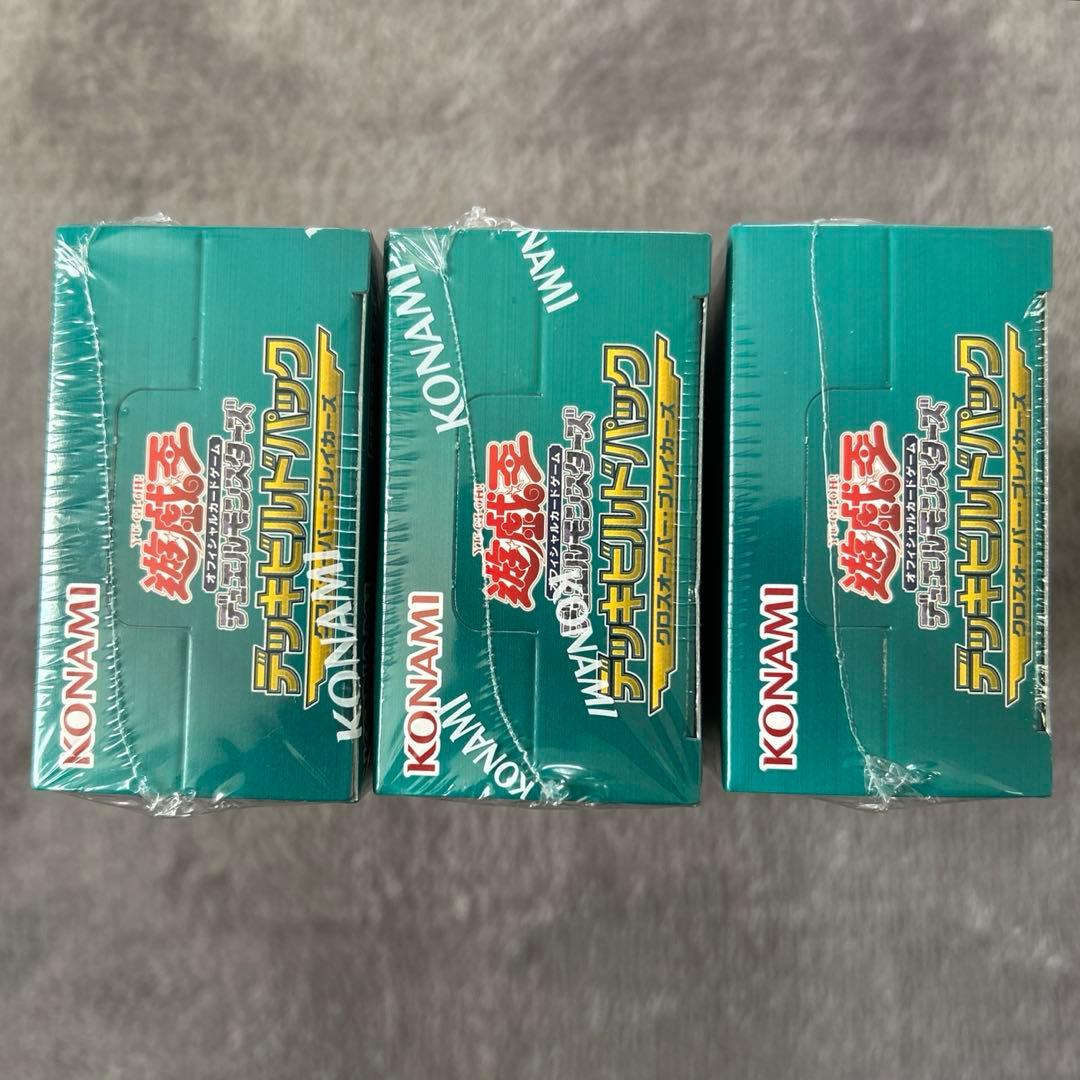 KONAMI
YU-GI-OH!
遊戯王
オフィシャルカードゲーム
デュエルモンスターズ
デッキビルドパック
クロスオーバー・ブレイカーズ
KONAMI
KONAMI
KONAMI
NAMI
KONAMI
YU-GI-OH!
遊戯王
オフィシャルカードゲーム
デュエルモンスターズ
デッキビルドパック
クロスオーバー・ブレイカーズ
KONAMI
KONAMI
KONAMI
KONAMI
YU-GI-OH!
遊戯王
オフィシャルカードゲーム
デュエルモンスターズ
デッキビルドパック
クロスオーバー・ブレイカーズ